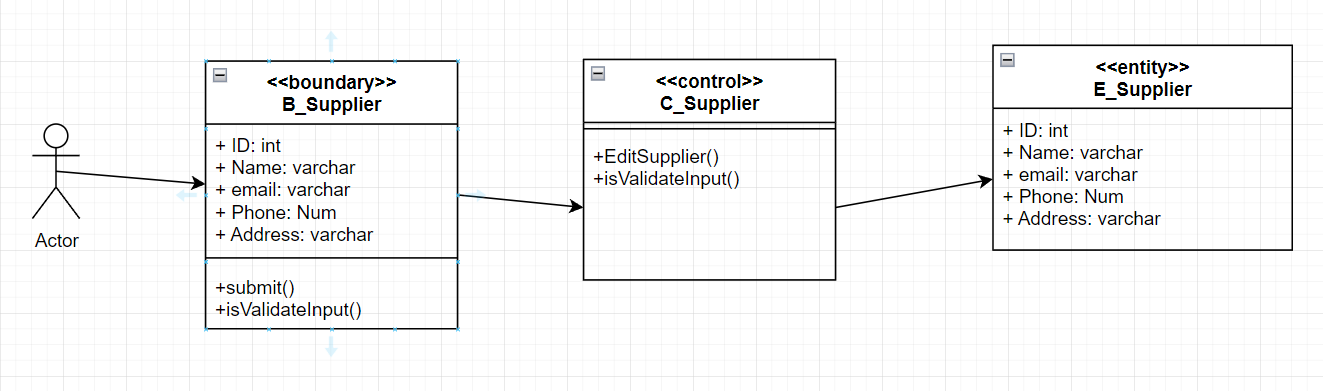 Actor
<<boundary>>
B_Supplier
+ ID: int
+ Name: varchar
+ email: varchar
+ Phone: Num
+ Address: varchar
+submit()
+isValidateInput()
<<control>>
C_Supplier
+EditSupplier()
+isValidateInput()
<<entity>>
E_Supplier
+ ID: int
+ Name: varchar
+ email: varchar
+ Phone: Num
+ Address: varchar